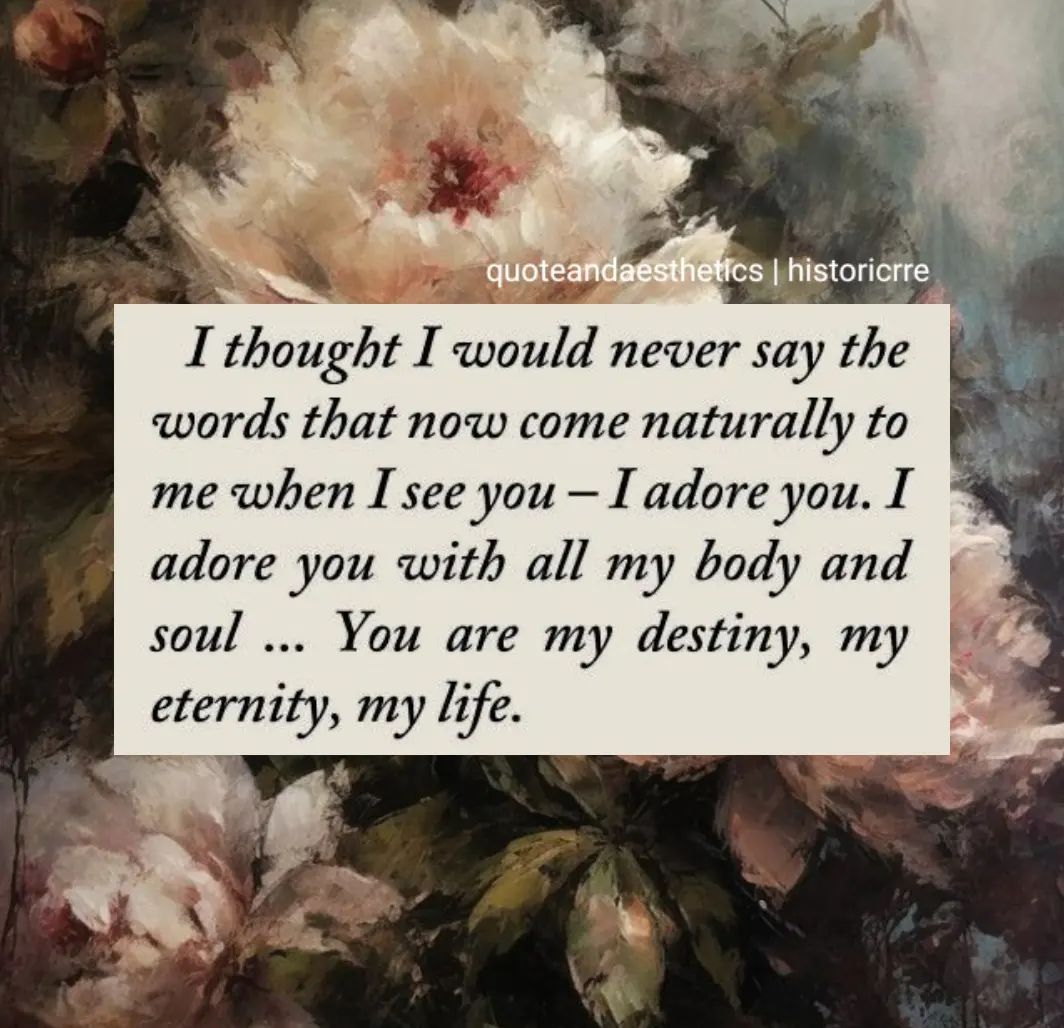 quoteandaesthetics | historicrre
I thought I would never say the
words that now come naturally to
me when I see you – I adore you. I
adore you with all my body and
soul ... You are my destiny, my
eternity, my life.